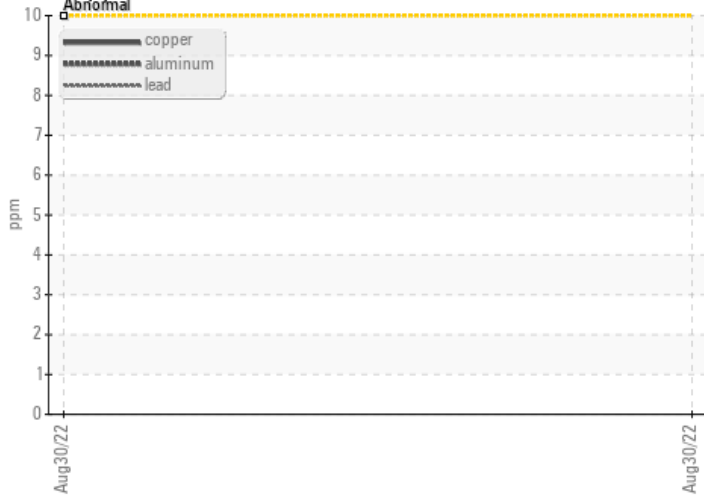 Abnormal
10
9
8
7
6
5
4
3
2
1
0
ppm
copper
aluminum
lead
Aug30/22
Aug30/22